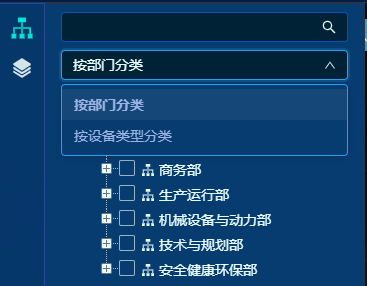 按部门分类
按部门分类
按设备类型分类
商务部
生产运行部
机械设备与动力部
技术与规划部
安全健康环保部